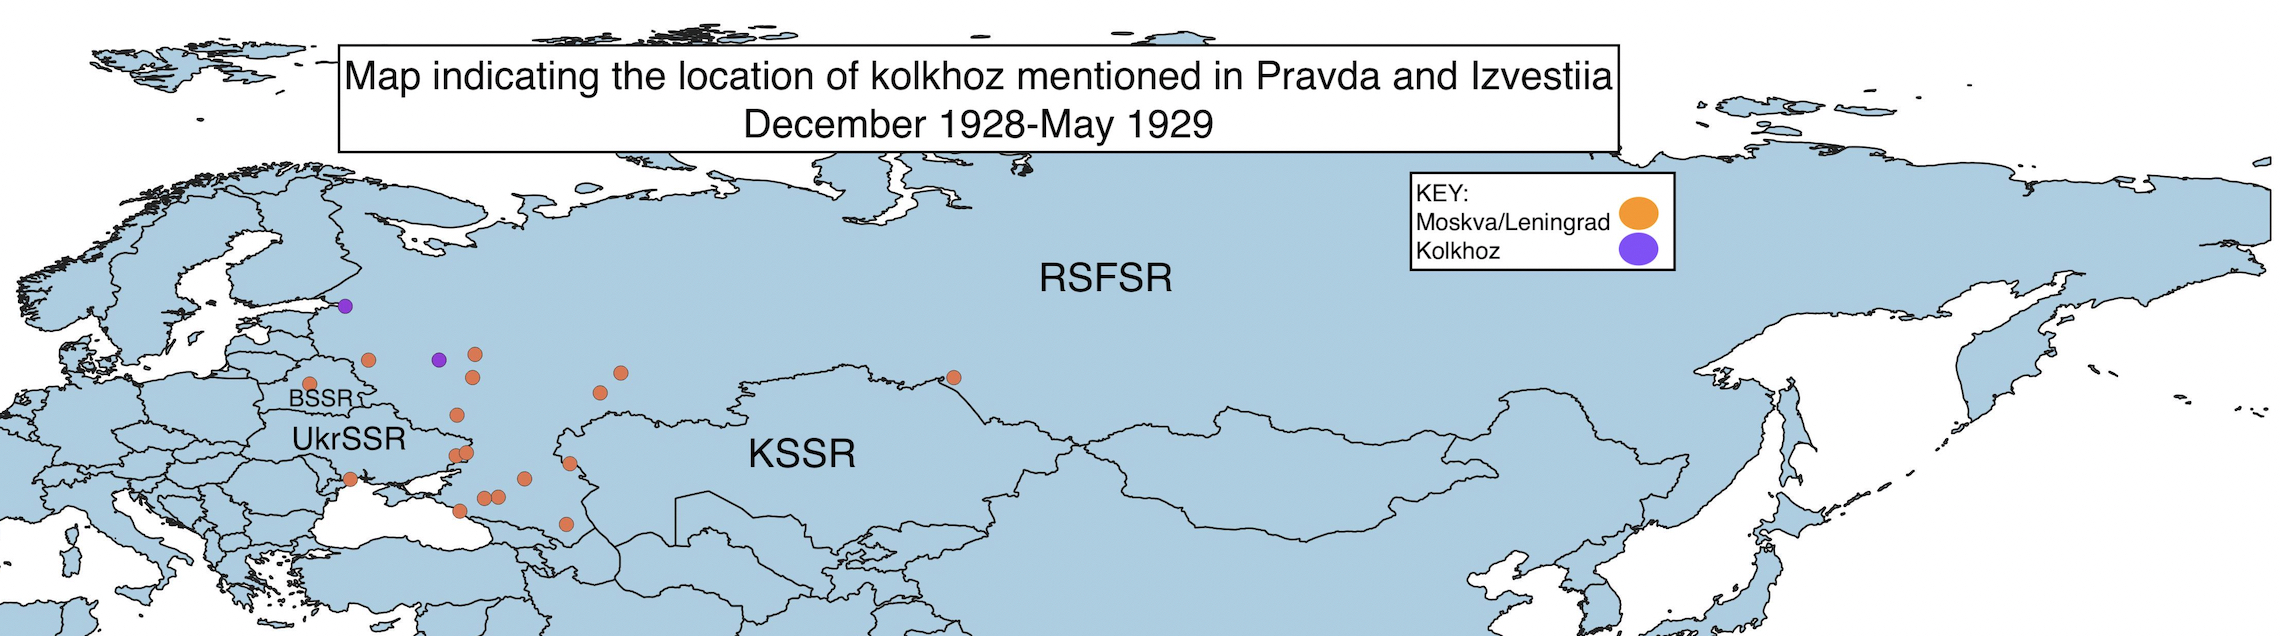 Map indicating the location of kolkhoz mentioned in Pravda and Izvestiia
December 1928-May 1929
KEY:
Moskva/Leningrad
Kolkhoz
RSFSR
BSSR
UkrSSR
KSSR